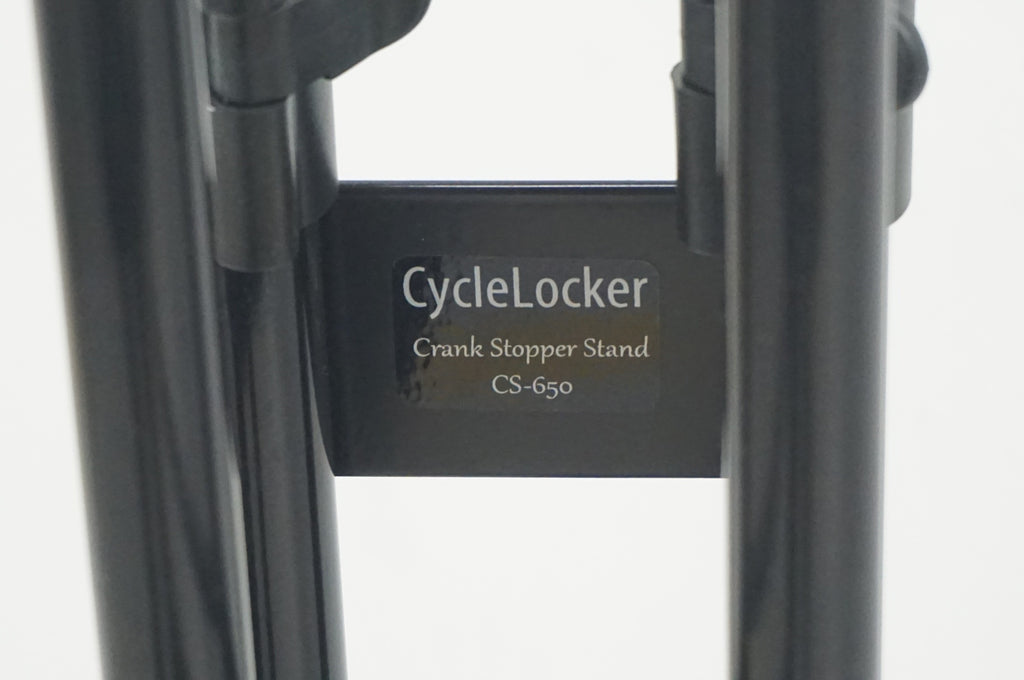 CycleLocker
Crank Stopper Stand
CS-650